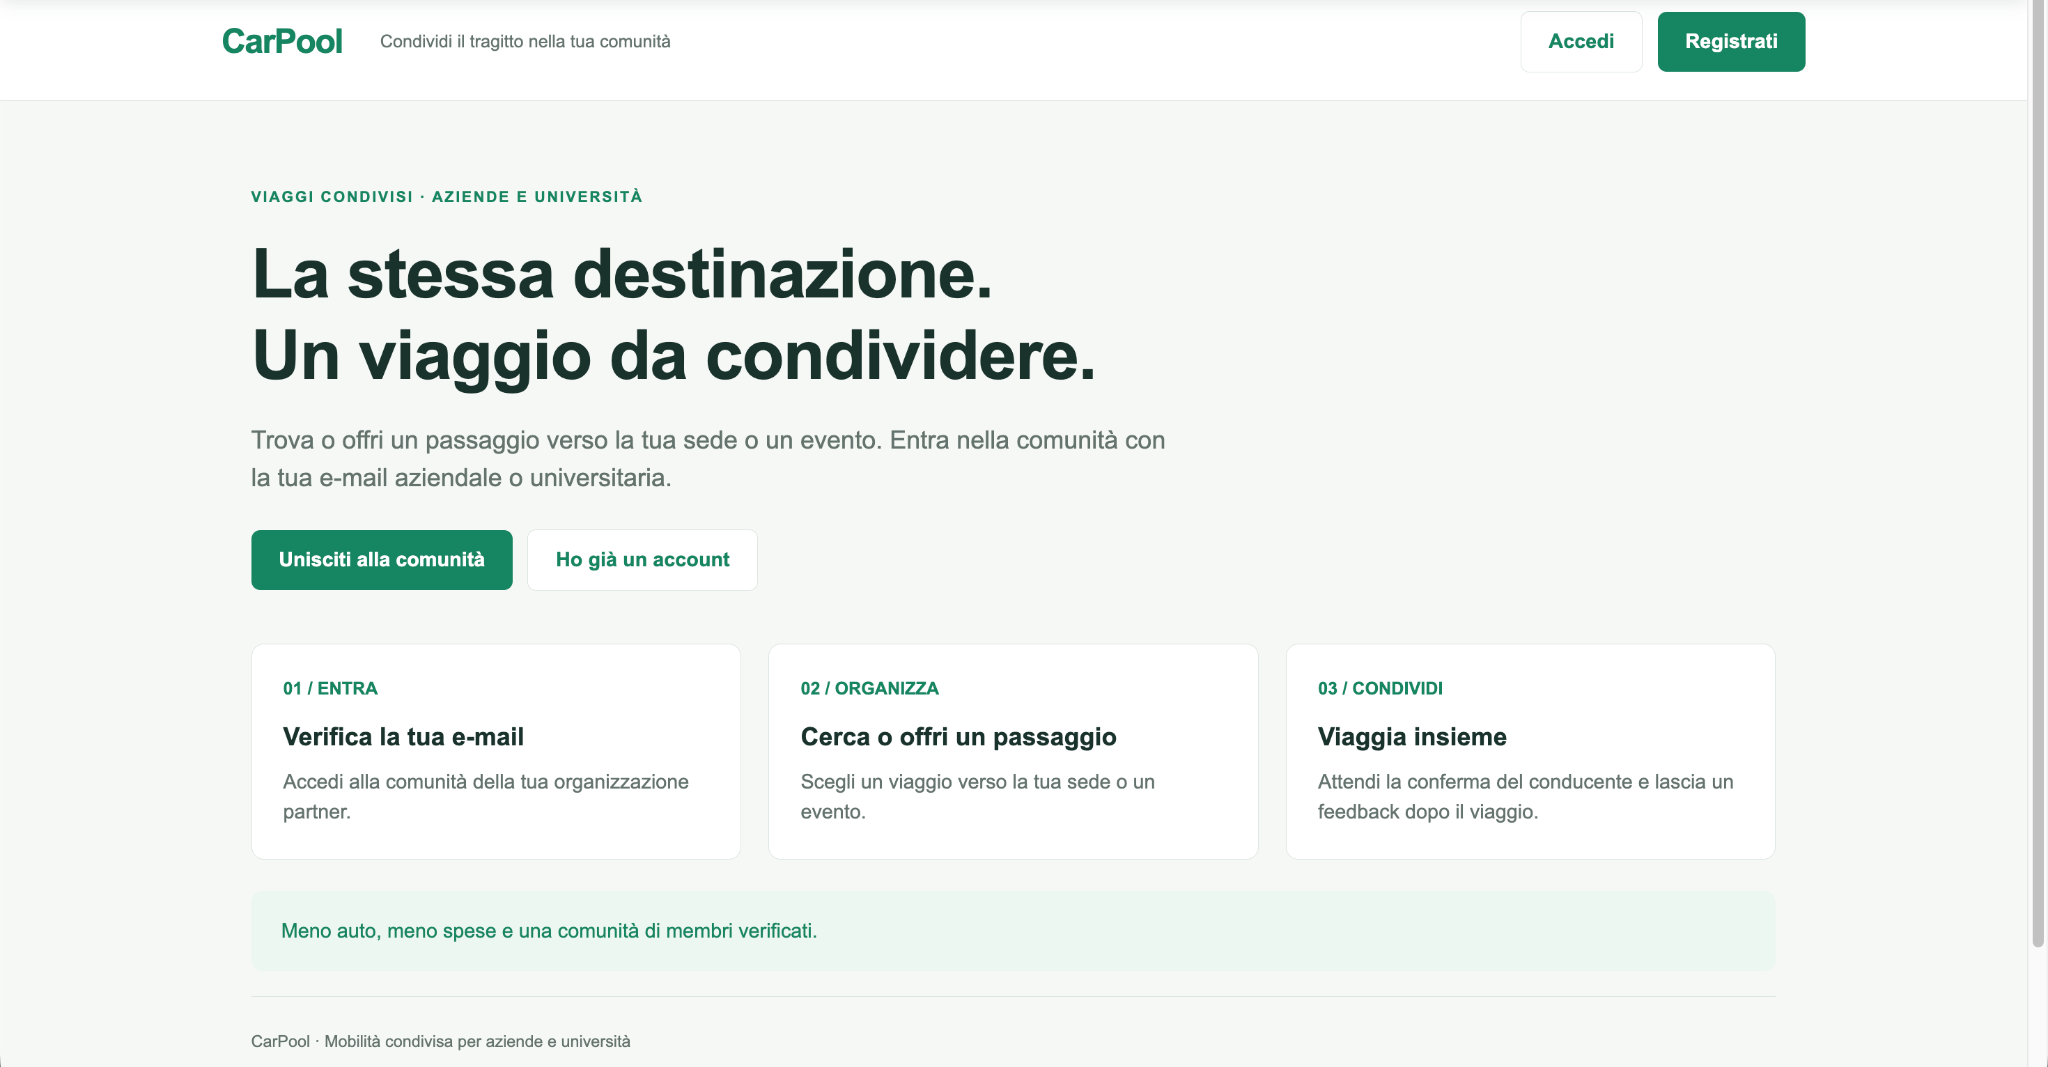 CarPool
Condividi il tragitto nella tua comunità
Accedi
Registrati
VIAGGI CONDIVISI · AZIENDE E UNIVERSITÀ
La stessa destinazione.
Un viaggio da condividere.
Trova o offri un passaggio verso la tua sede o un evento. Entra nella comunità con
la tua e-mail aziendale o universitaria.
Unisciti alla comunità
Ho già un account
01 / ENTRA
Verifica la tua e-mail
Accedi alla comunità della tua organizzazione
partner.
02 / ORGANIZZA
Cerca o offri un passaggio
Scegli un viaggio verso la tua sede o un
evento.
03 / CONDIVIDI
Viaggia insieme
Attendi la conferma del conducente e lascia un
feedback dopo il viaggio.
Meno auto, meno spese e una comunità di membri verificati.
CarPool · Mobilità condivisa per aziende e università